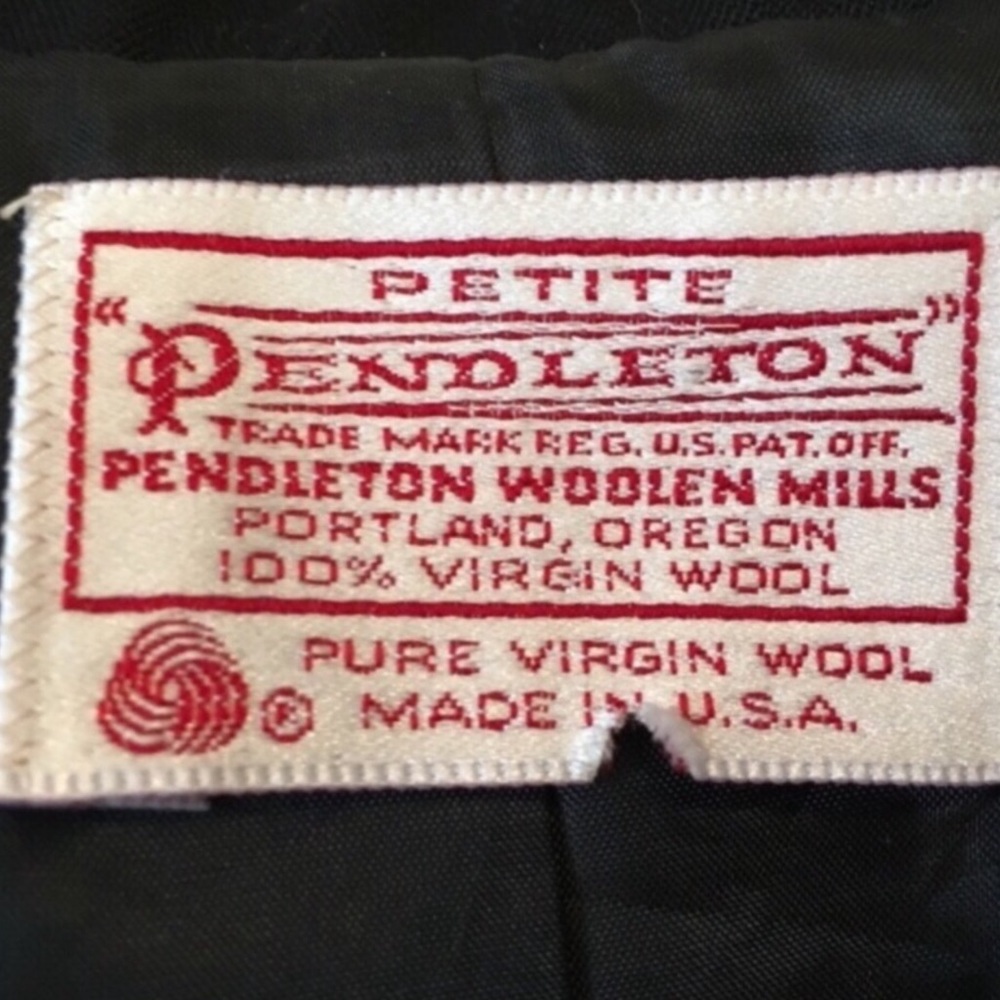 PETITE
"PENDLETON"
TRADE MARK REG. U.S. PAT. OFF.
PENDLETON WOOLEN MILLS
PORTLAND, OREGON
100% VIRGIN WOOL
PURE VIRGIN WOOL
® MADE IN U.S.A.